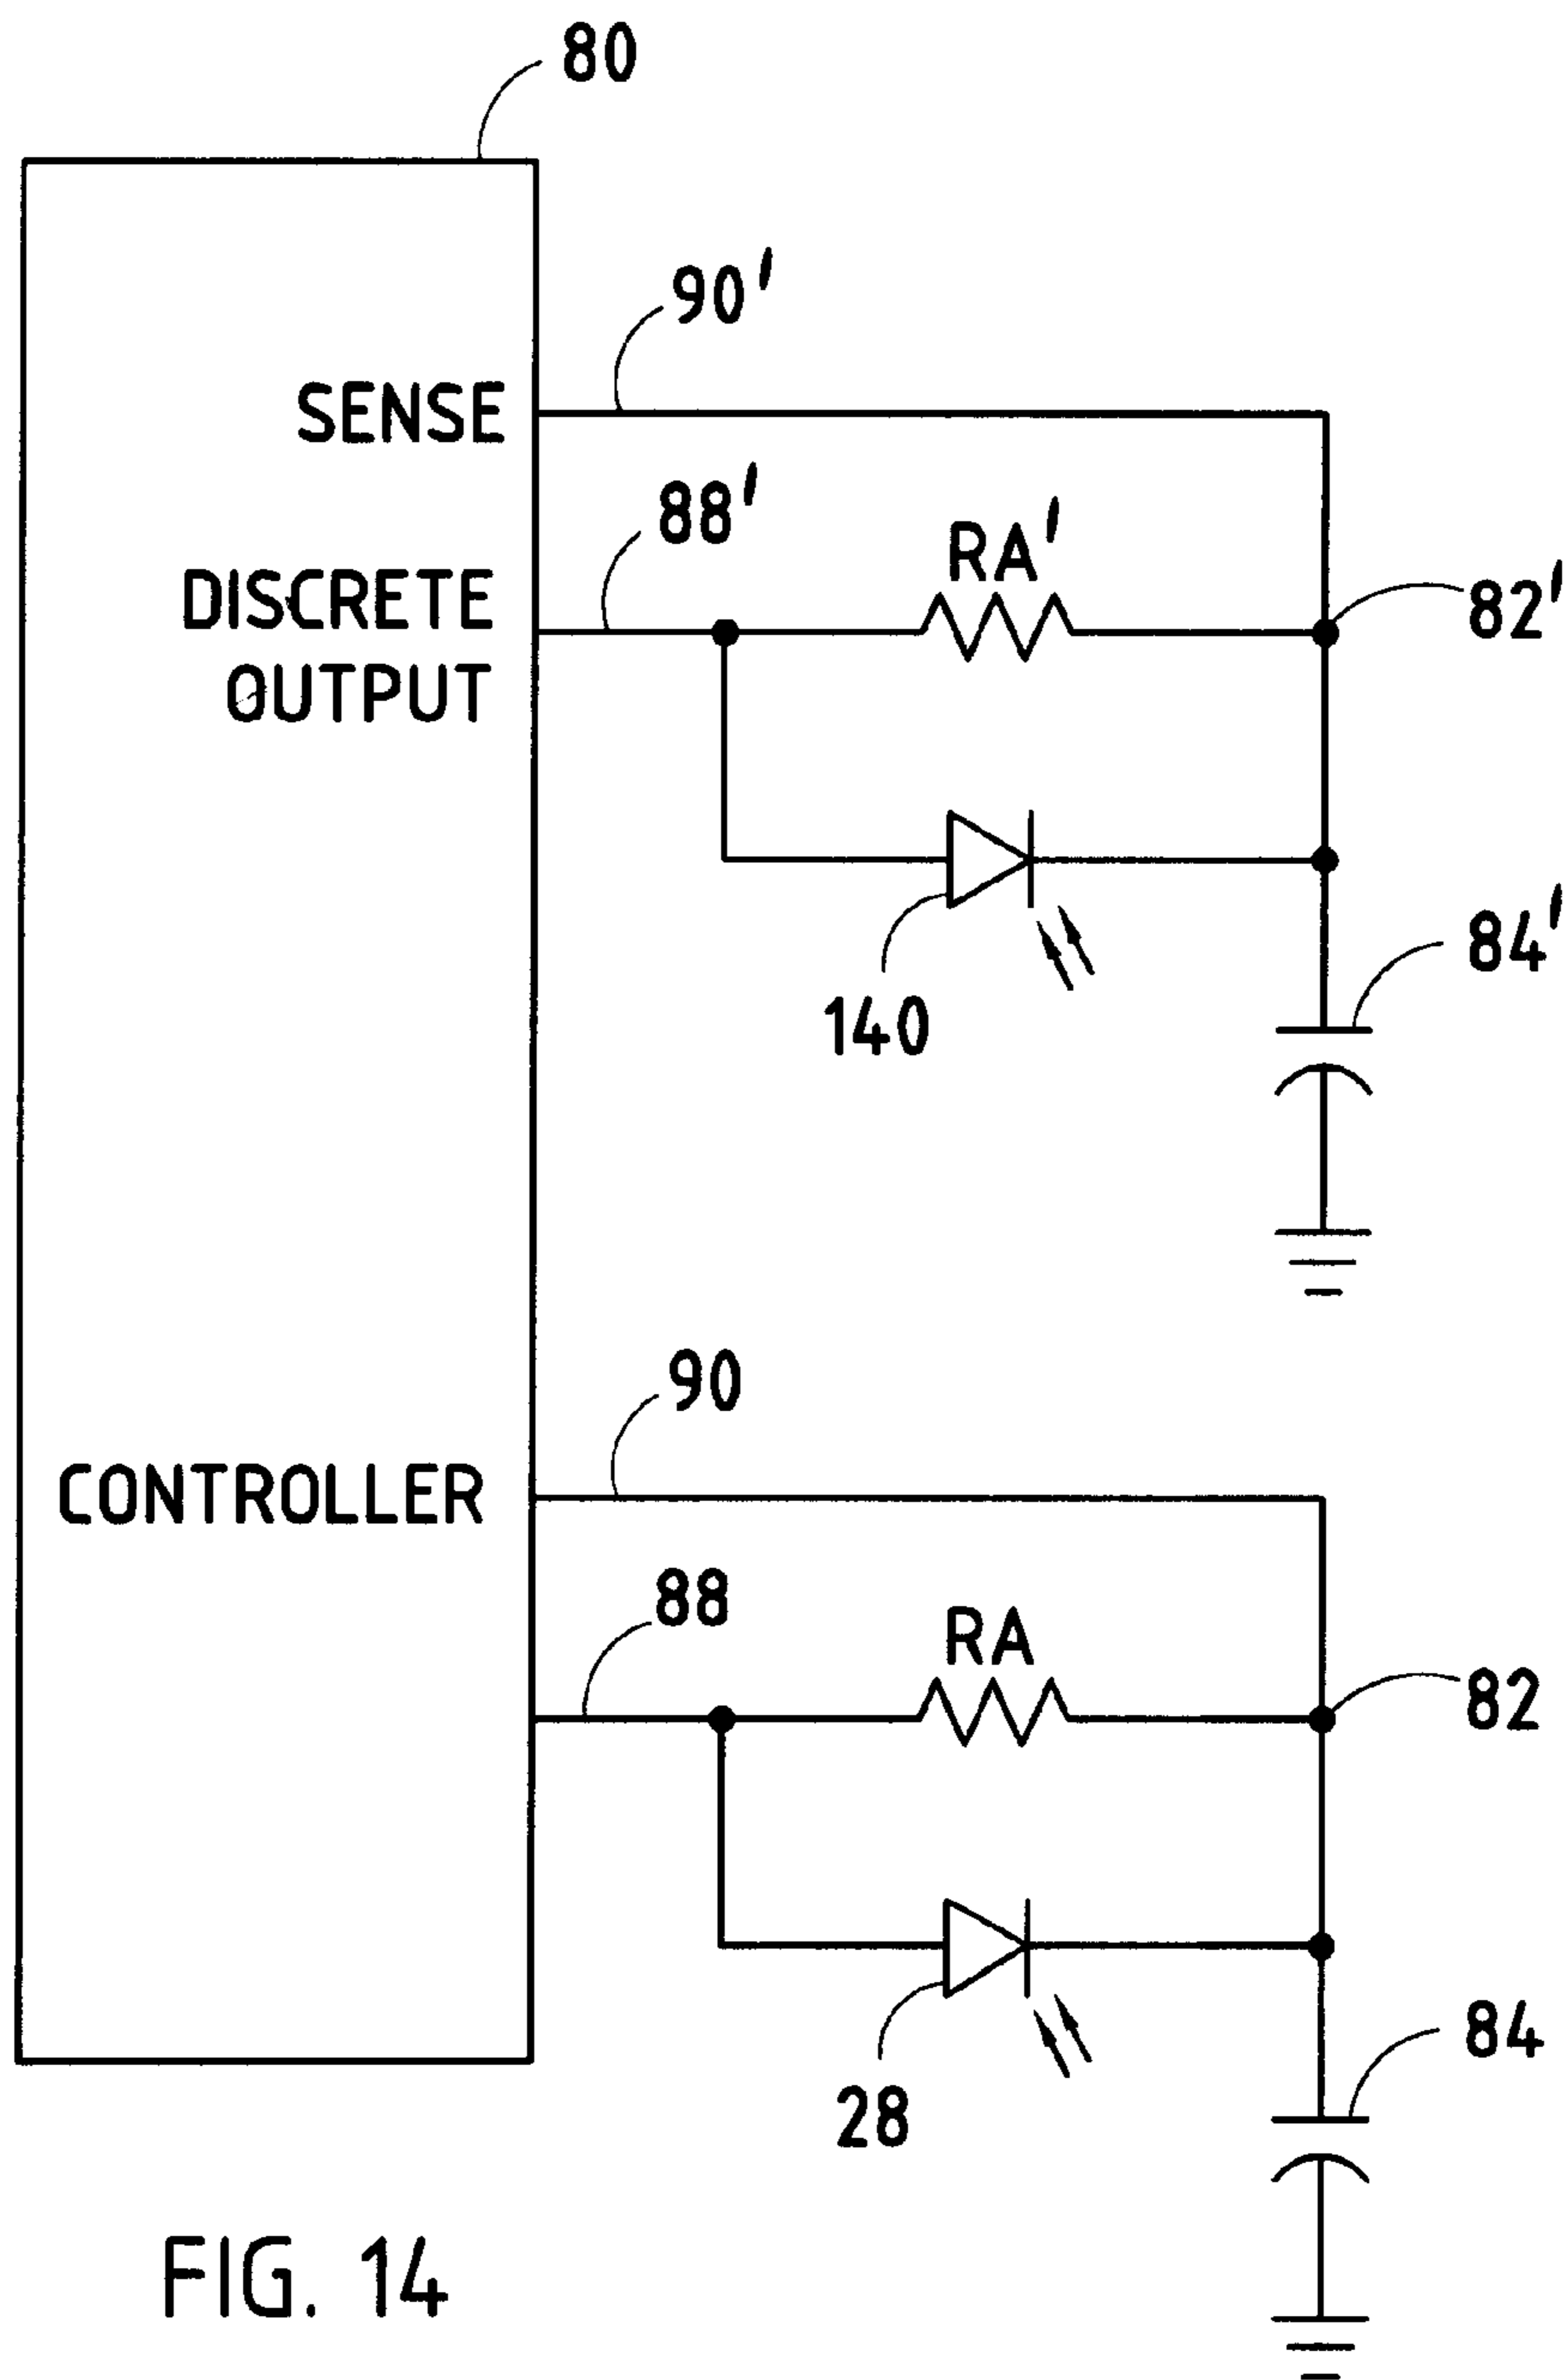 80
90'
SENSE
88'
RA'
82'
DISCRETE
OUTPUT
84'
140
90
CONTROLLER
88
RA
82
84
28
FIG. 14